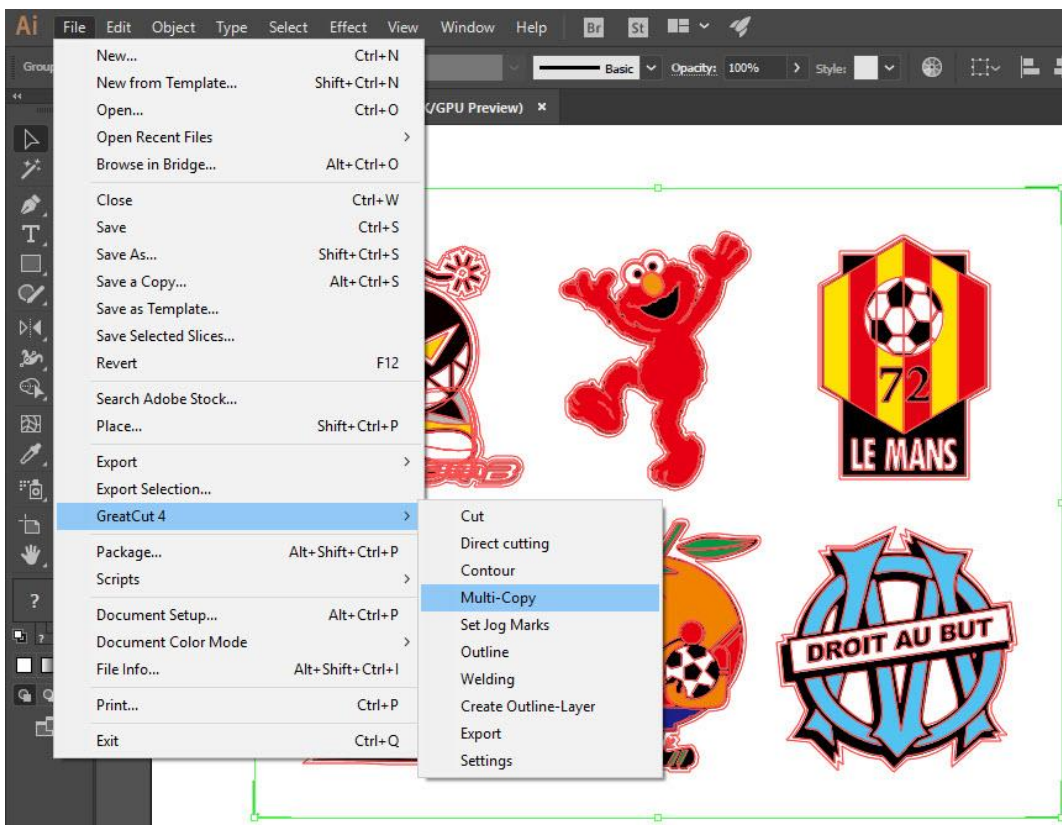 Ai File Edit Object Type Select Effect View Window Help Br St
Group Basic Opacity: 100% Style:
/GPU Preview) ×
New... Ctrl+N
New from Template... Shift+Ctrl+N
Open... Ctrl+O
Open Recent Files
Browse in Bridge... Alt+Ctrl+O
Close Ctrl+W
Save Ctrl+S
Save As... Shift+Ctrl+S
Save a Copy... Alt+Ctrl+S
Save as Template...
Save Selected Slices...
Revert F12
Search Adobe Stock...
Place... Shift+Ctrl+P
Export
Export Selection...
GreatCut 4
Package... Alt+Shift+Ctrl+P
Scripts
Document Setup... Alt+Ctrl+P
Document Color Mode
File Info... Alt+Shift+Ctrl+I
Print... Ctrl+P
Exit Ctrl+Q
Cut
Direct cutting
Contour
Multi-Copy
Set Jog Marks
Outline
Welding
Create Outline-Layer
Export
Settings
72
LE MANS
DROIT AU BUT